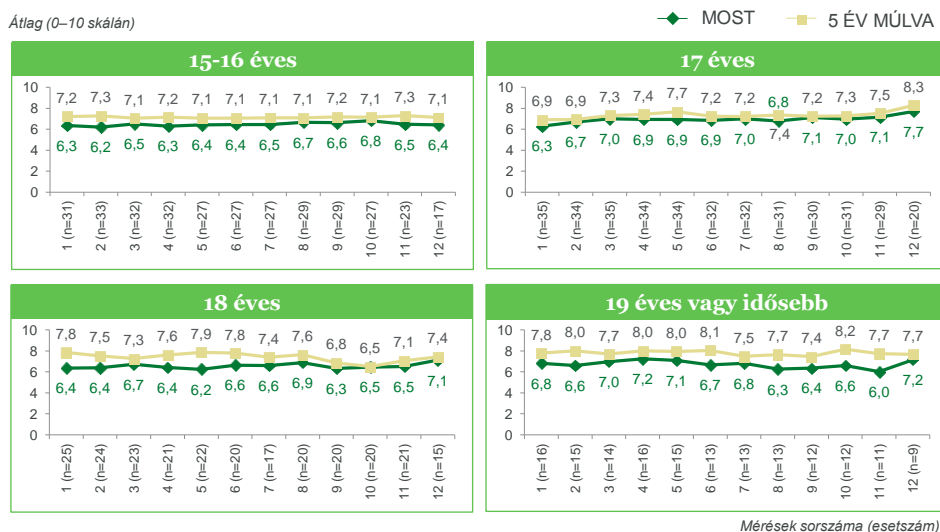 Átlag (0–10 skálán)
MOST 5 ÉV MÚLVA
15-16 éves
10
8
6
4
2
0
7,2 7,3 7,1 7,2 7,1 7,1 7,1 7,1 7,2 7,1 7,3 7,1
6,3 6,2 6,5 6,3 6,4 6,4 6,5 6,7 6,6 6,8 6,5 6,4
1 (n=31)
2 (n=33)
3 (n=32)
4 (n=32)
5 (n=27)
6 (n=27)
7 (n=27)
8 (n=29)
9 (n=29)
10 (n=27)
11 (n=23)
12 (n=17)
17 éves
10
8
6
4
2
0
6,9 6,9 7,3 7,4 7,7 7,2 7,2 6,8 7,2 7,3 7,5 8,3
6,3 6,7 7,0 6,9 6,9 6,9 7,0 7,4 7,1 7,0 7,1 7,7
1 (n=35)
2 (n=34)
3 (n=35)
4 (n=34)
5 (n=34)
6 (n=32)
7 (n=32)
8 (n=31)
9 (n=30)
10 (n=31)
11 (n=29)
12 (n=20)
18 éves
10
8
6
4
2
0
7,8 7,5 7,3 7,6 7,9 7,8 7,4 7,6 6,8 6,5 7,1 7,4
6,4 6,4 6,7 6,4 6,2 6,6 6,6 6,9 6,3 6,5 6,5 7,1
1 (n=25)
2 (n=24)
3 (n=23)
4 (n=21)
5 (n=22)
6 (n=20)
7 (n=17)
8 (n=20)
9 (n=20)
10 (n=20)
11 (n=21)
12 (n=15)
19 éves vagy idősebb
10
8
6
4
2
0
7,8 8,0 7,7 8,0 8,0 8,1 7,5 7,7 7,4 8,2 7,7 7,7
6,8 6,6 7,0 7,2 7,1 6,7 6,8 6,3 6,4 6,6 6,0 7,2
1 (n=16)
2 (n=15)
3 (n=14)
4 (n=16)
5 (n=15)
6 (n=13)
7 (n=14)
8 (n=13)
9 (n=12)
10 (n=12)
11 (n=11)
12 (n=9)
Mérések sorszáma (esetszám)